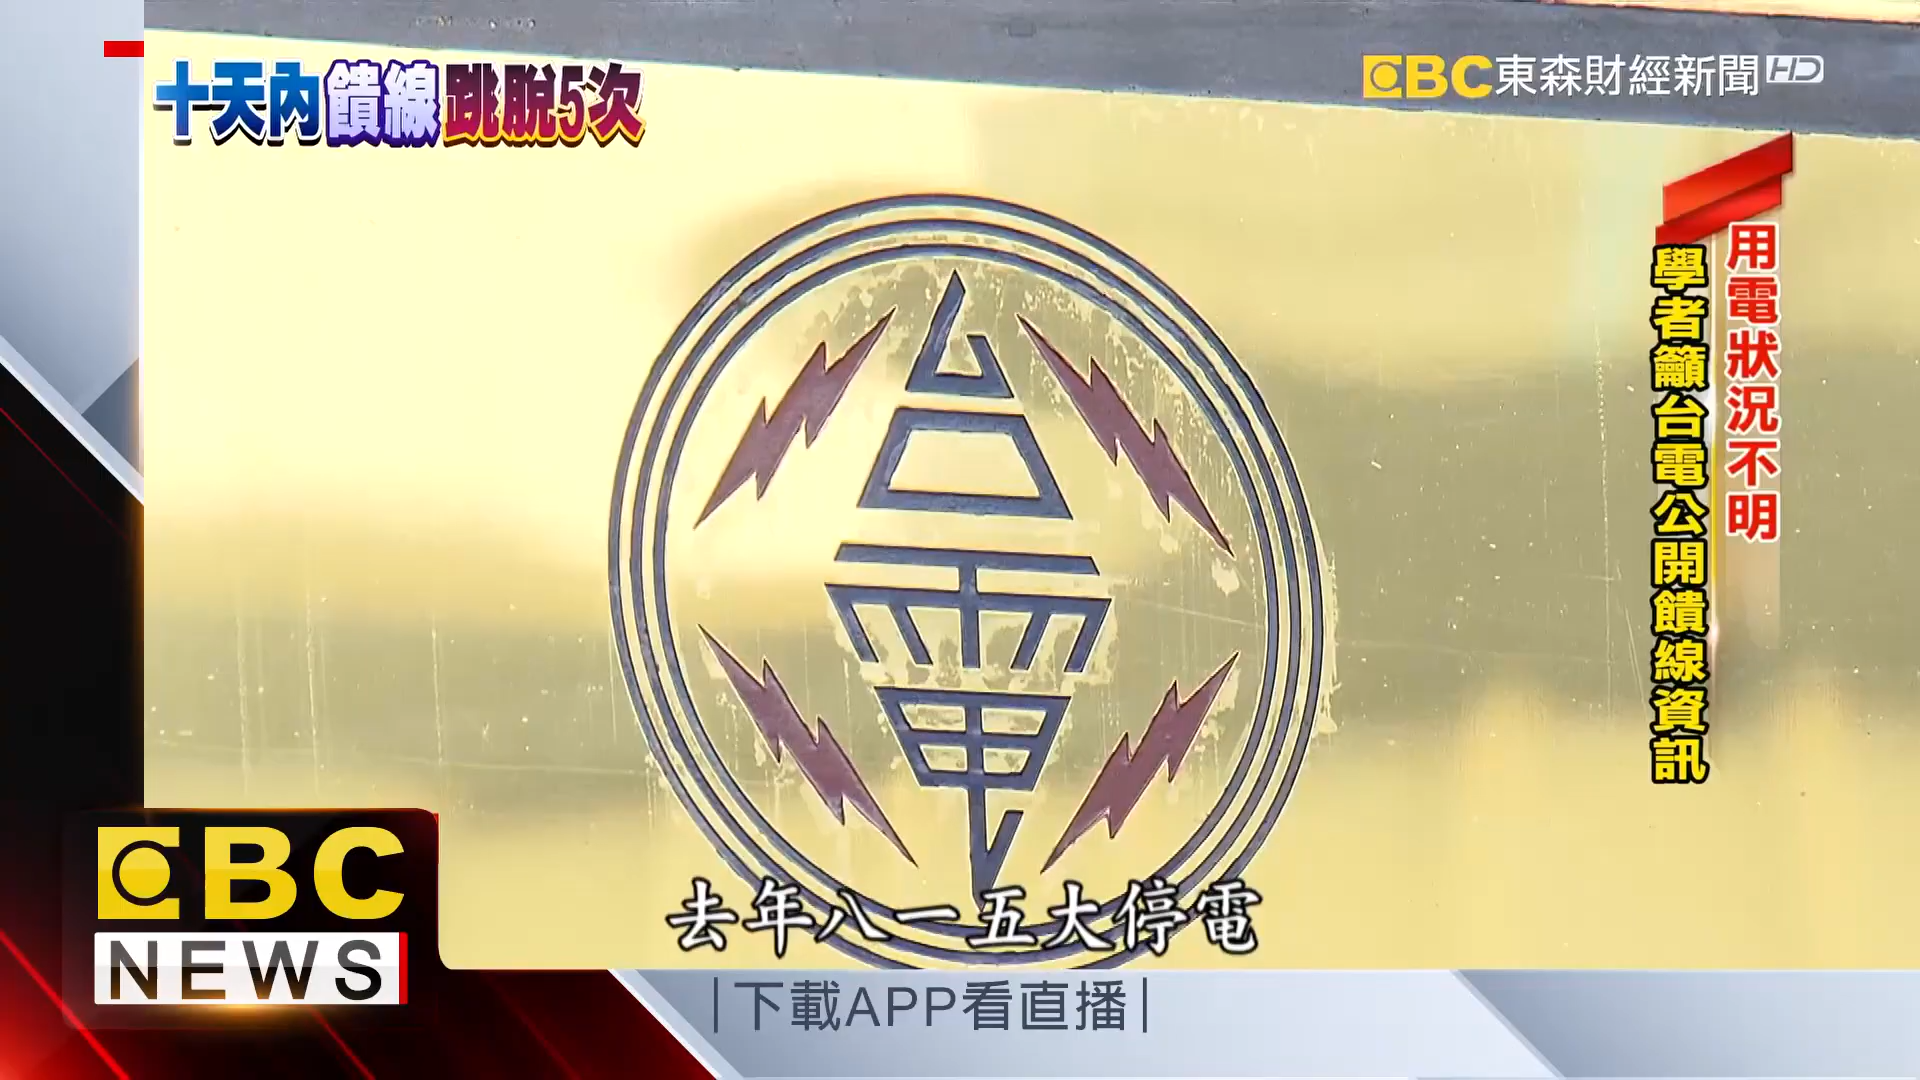 十天內饋線跳脫5次
EBC東森財經新聞HD
用電狀況不明
學者籲台電公開饋線資訊
台電
去年八一五大停電
EBC
NEWS
|下載APP看直播|